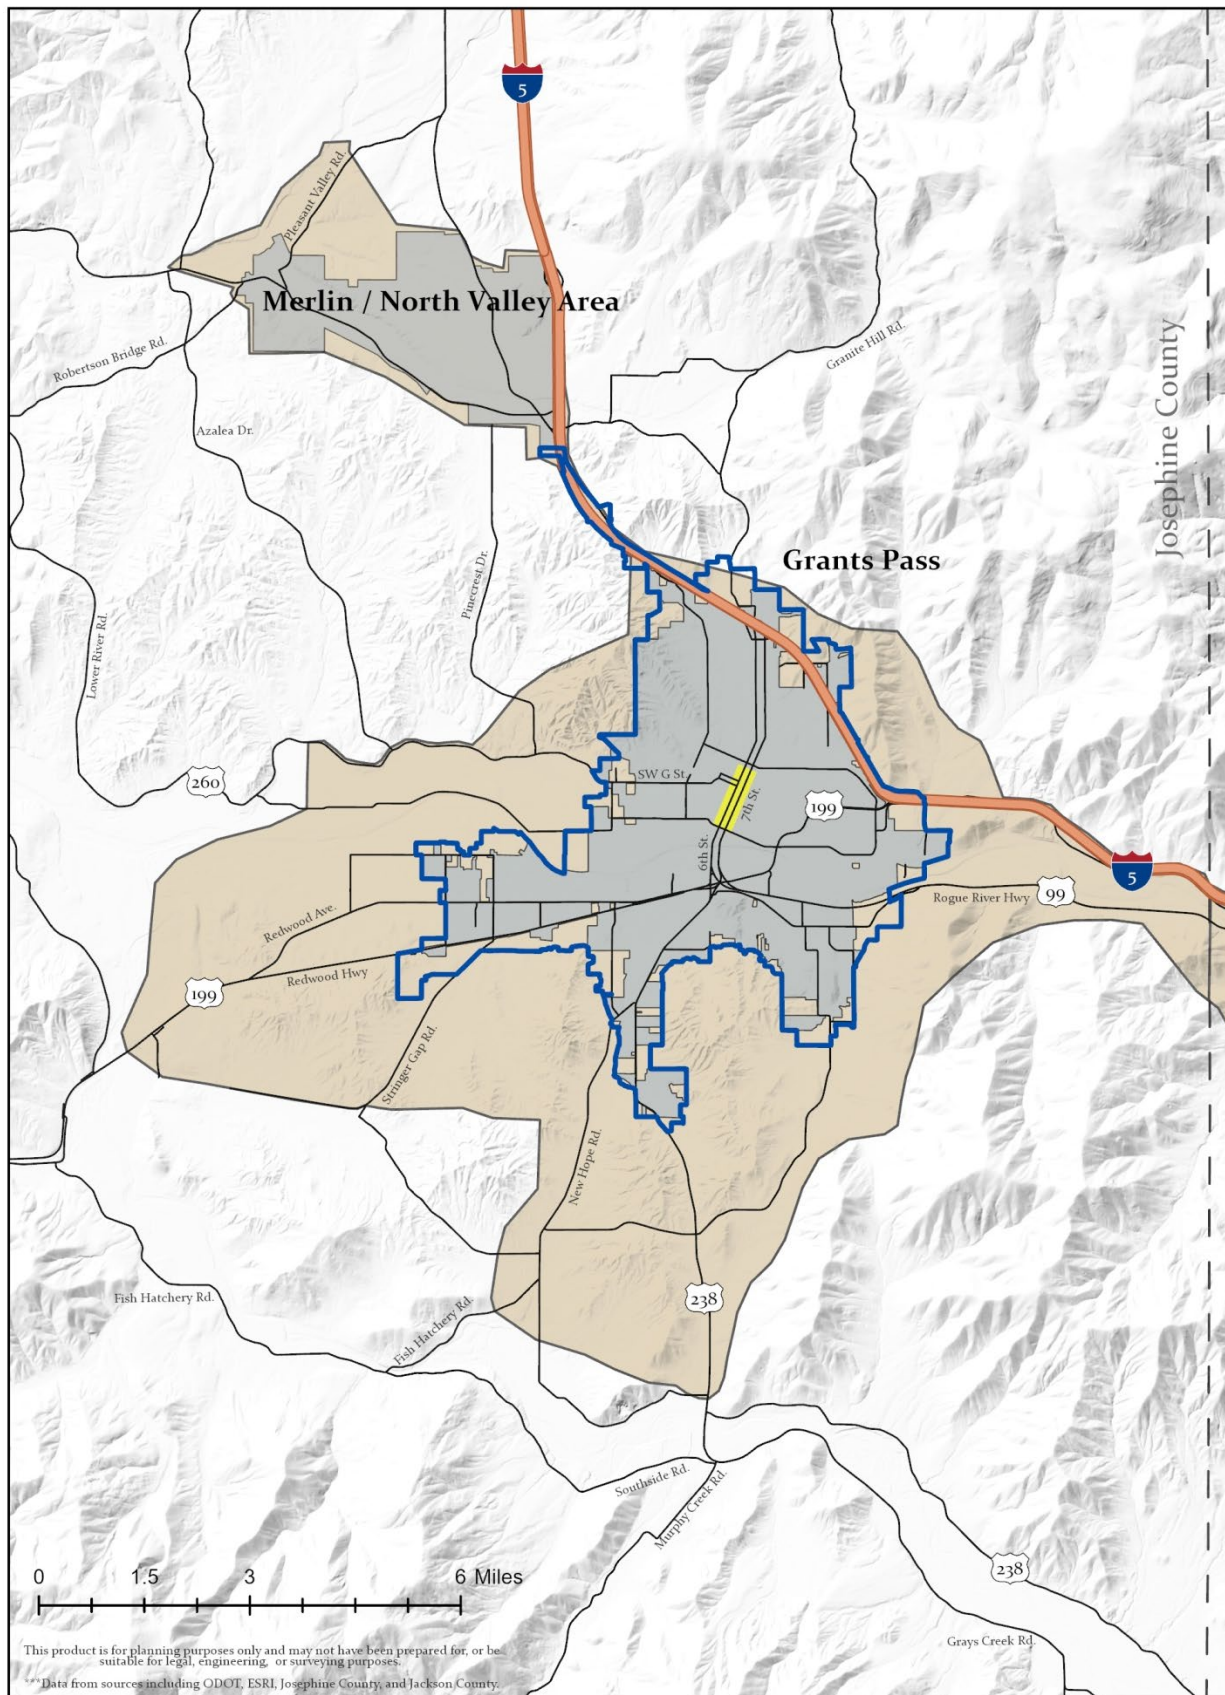 5
Pleasant Valley Rd.
Merlin / North Valley Area
Josephine County
Granite Hill Rd.
Robertson Bridge Rd.
Azalea Dr.
Grants Pass
Pinecrest Dr.
Lower River Rd.
260
SW G St.
7th St.
199
6th St.
5
Redwood Ave.
Rogue River Hwy
99
Redwood Hwy
199
Stringer Gap Rd.
New Hope Rd.
Fish Hatchery Rd.
238
Fish Hatchery Rd.
Southside Rd.
Murphy Creek Rd.
238
0 1.5 3 6 Miles
Grays Creek Rd.
This product is for planning purposes only and may not have been prepared for, or be
suitable for legal, engineering, or surveying purposes.
***Data from sources including ODOT, ESRI, Josephine County, and Jackson County.